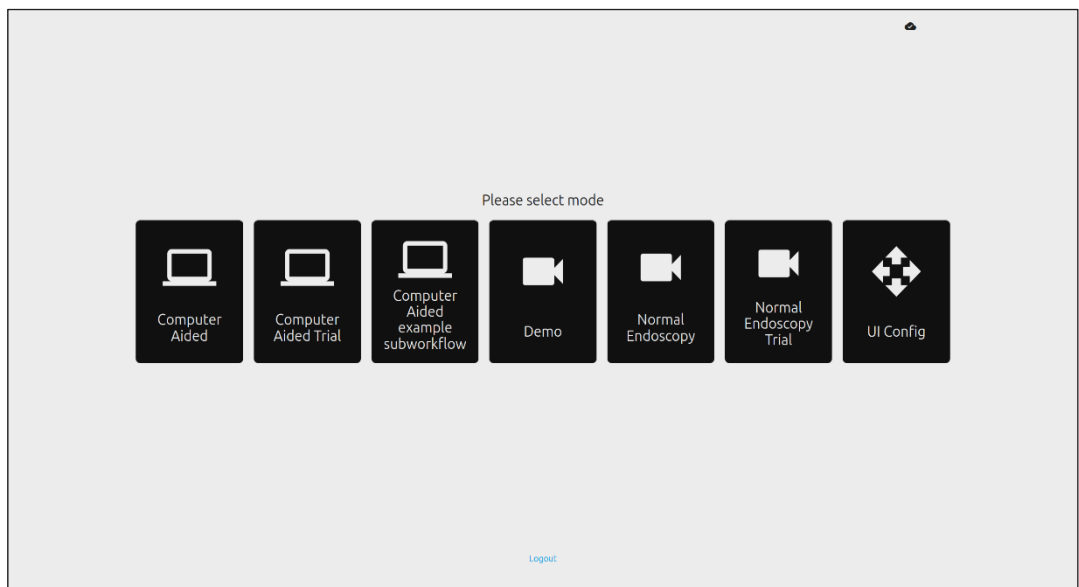 Please select mode
Computer
Aided
Computer
Aided Trial
Computer
Aided
example
subworkflow
Demo
Normal
Endoscopy
Normal
Endoscopy
Trial
UI Config
Logout